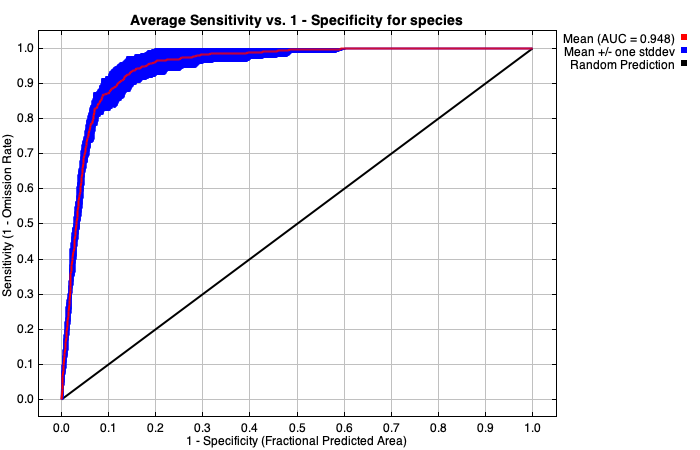 Average Sensitivity vs. 1 - Specificity for species
Mean (AUC = 0.948)
Mean +/- one stddev
Random Prediction
Sensitivity (1 - Omission Rate)
1.0
0.9
0.8
0.7
0.6
0.5
0.4
0.3
0.2
0.1
0.0
0.0 0.1 0.2 0.3 0.4 0.5 0.6 0.7 0.8 0.9 1.0
1 - Specificity (Fractional Predicted Area)